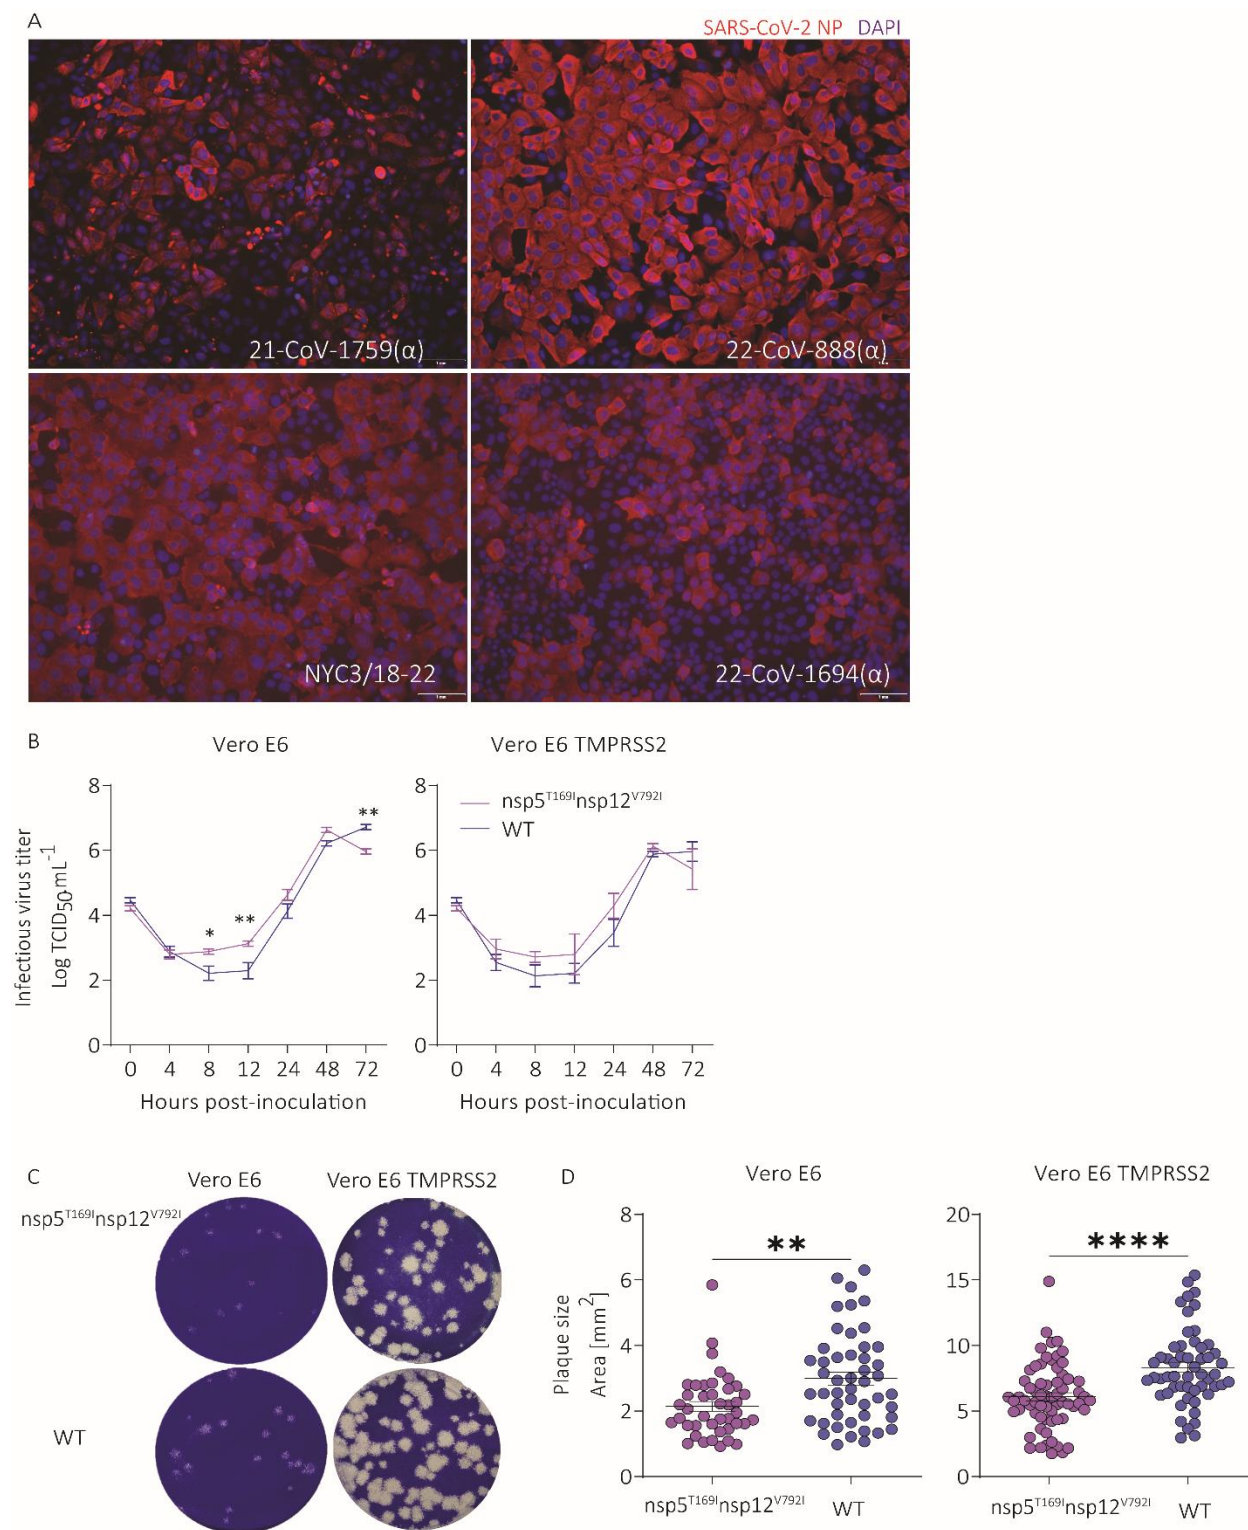 A
SARS-CoV-2 NP DAPI
21-CoV-1759(α)
22-CoV-888(α)
NYC3/18-22
22-CoV-1694(α)
B
Vero E6
Vero E6 TMPRSS2
Infectious virus titer
Log TCID50mL-1
8
6
4
2
0
* ** **
0 4 8 12 24 48 72
Hours post-inoculation
8
6
4
2
0
nsp5T169Insp12V792I
WT
0 4 8 12 24 48 72
Hours post-inoculation
C
Vero E6
Vero E6 TMPRSS2
nsp5T169Insp12V792I
WT
D
Vero E6
Vero E6 TMPRSS2
Plaque size
Area [mm2]
8
6
4
2
0
**
nsp5T169Insp12V792I
WT
20
15
10
5
0
****
nsp5T169Insp12V792I
WT